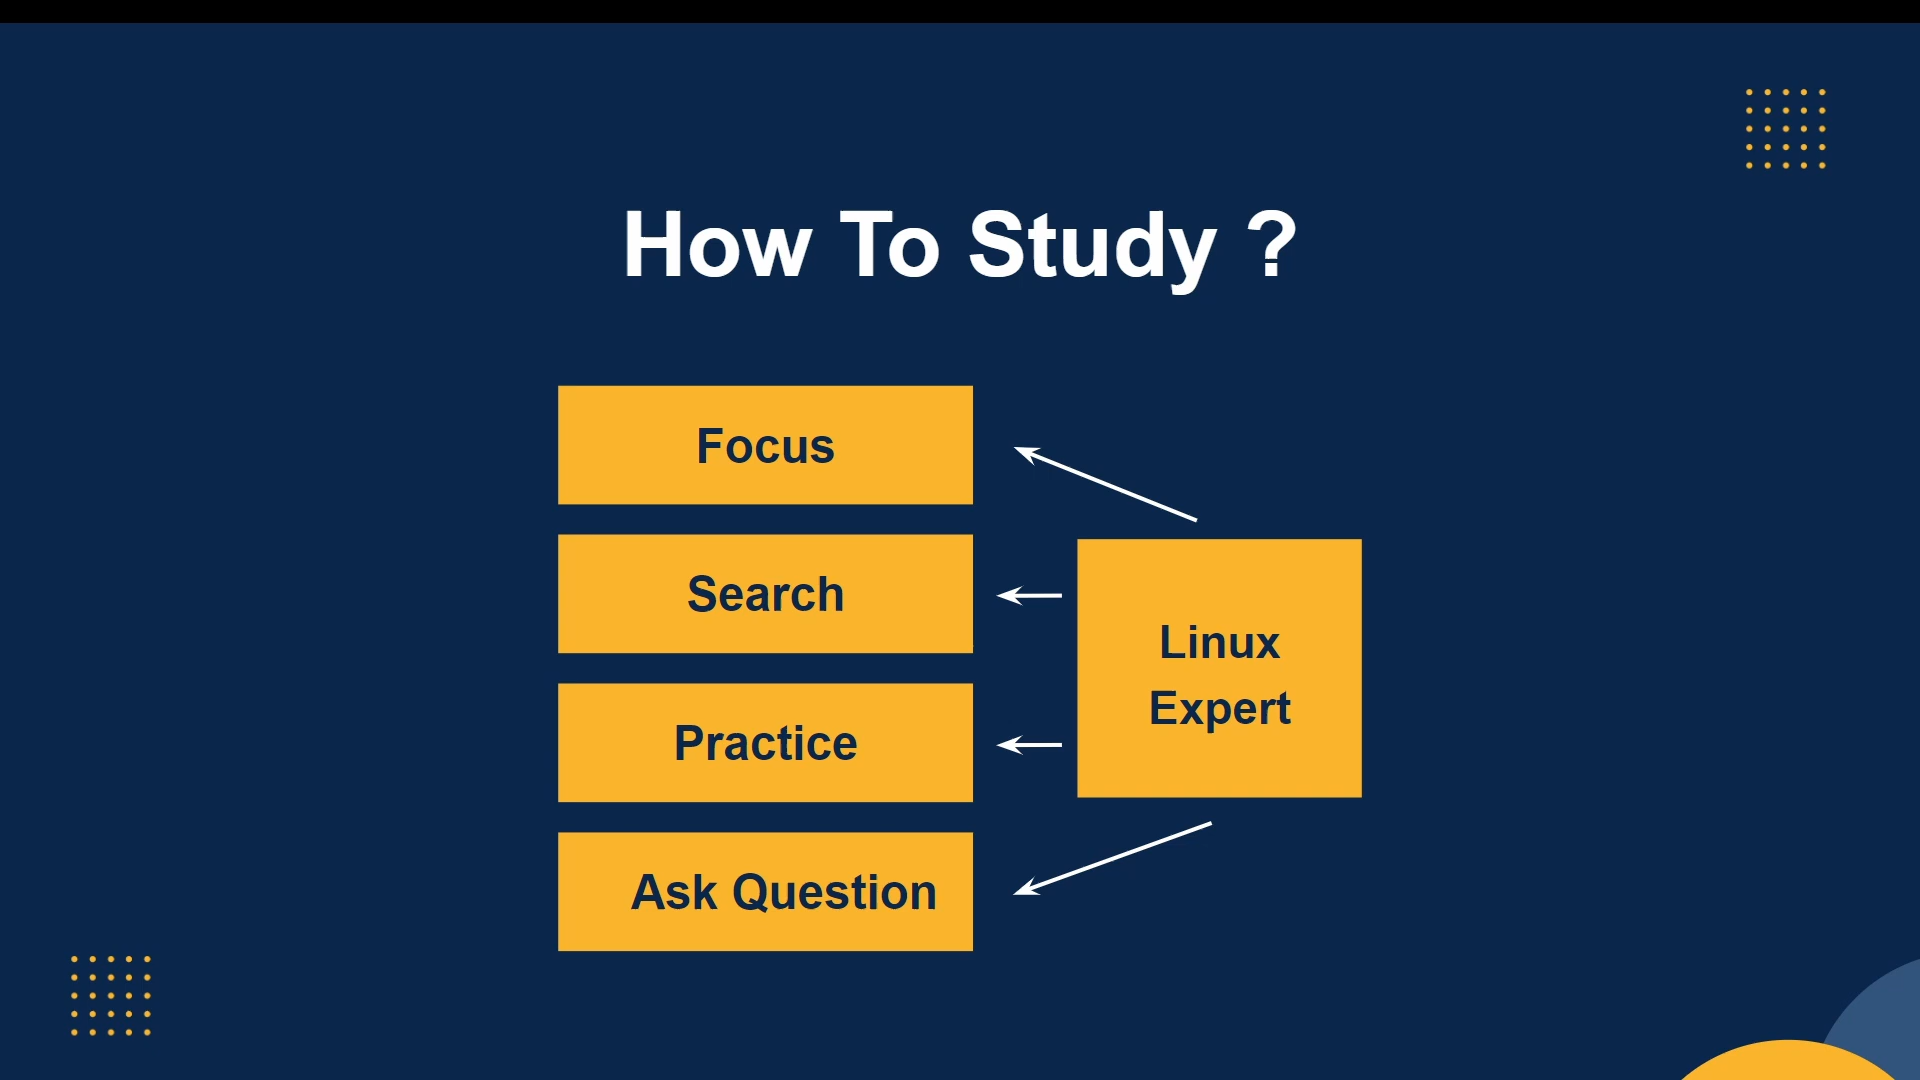 How To Study ?
Focus
Search
Practice
Ask Question
Linux
Expert